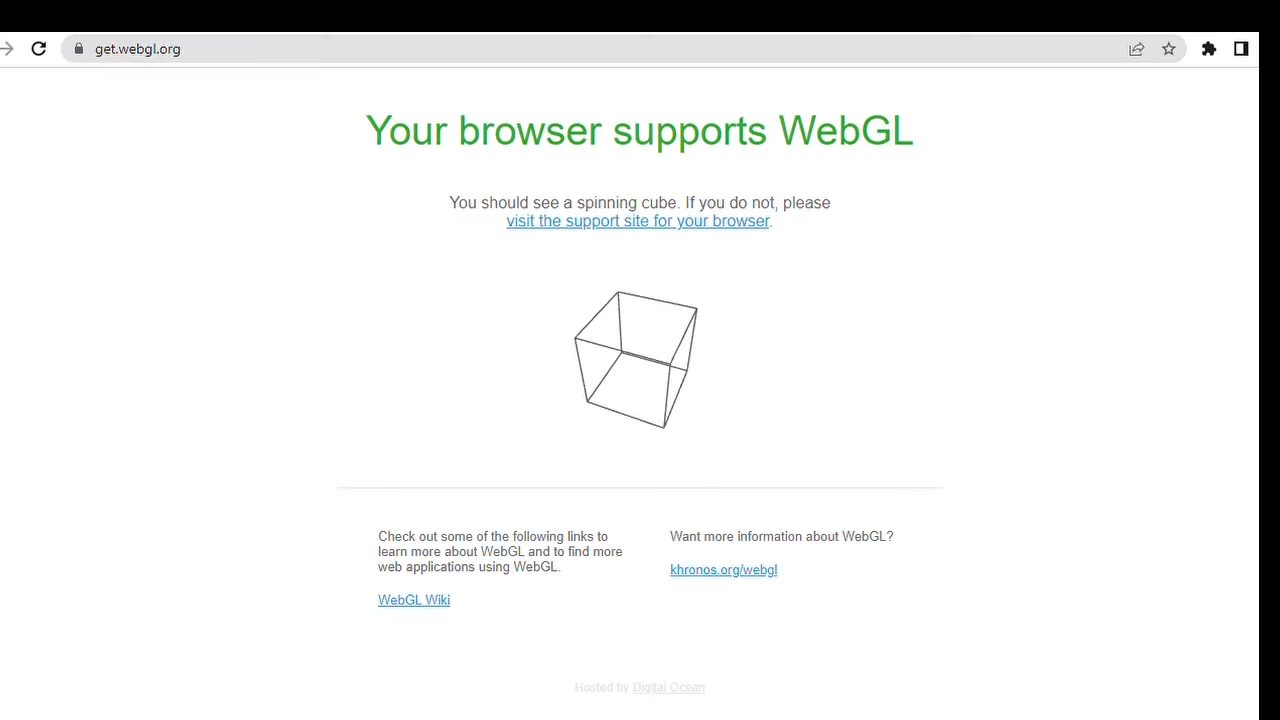 get.webgl.org
Your browser supports WebGL
You should see a spinning cube. If you do not, please
visit the support site for your browser.
Check out some of the following links to
learn more about WebGL and to find more
web applications using WebGL.
WebGL Wiki
Want more information about WebGL?
khronos.org/webgl
Hosted by Digital Ocean